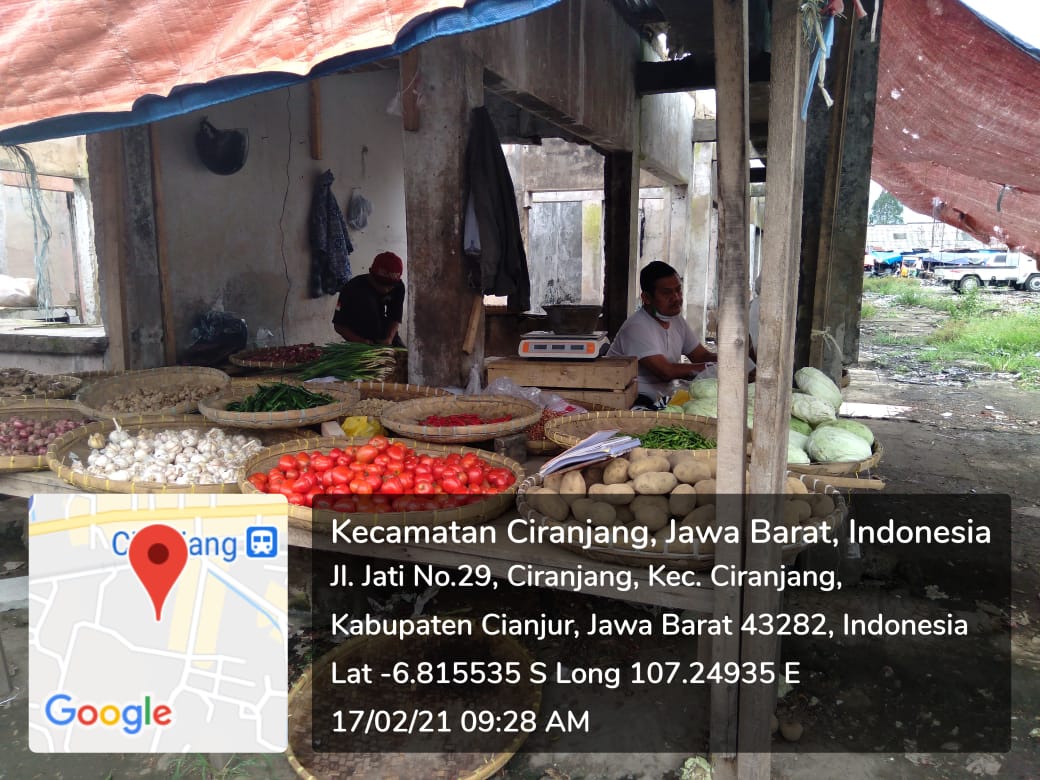 Kecamatan Ciranjang, Jawa Barat, Indonesia
Jl. Jati No.29, Ciranjang, Kec. Ciranjang,
Kabupaten Cianjur, Jawa Barat 43282, Indonesia
Lat -6.815535 S Long 107.24935 E
17/02/21 09:28 AM
Google